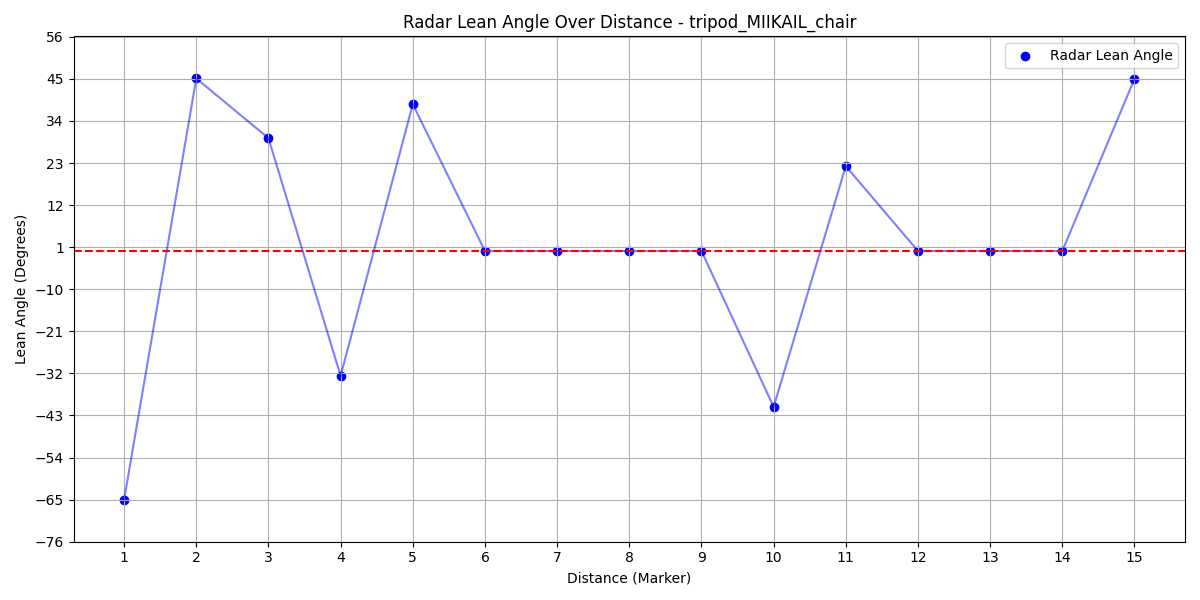 Radar Lean Angle Over Distance - tripod_MIIKAIL_chair
Radar Lean Angle
Lean Angle (Degrees)
56
45
34
23
12
1
−10
−21
−32
−43
−54
−65
−76
1 2 3 4 5 6 7 8 9 10 11 12 13 14 15
Distance (Marker)